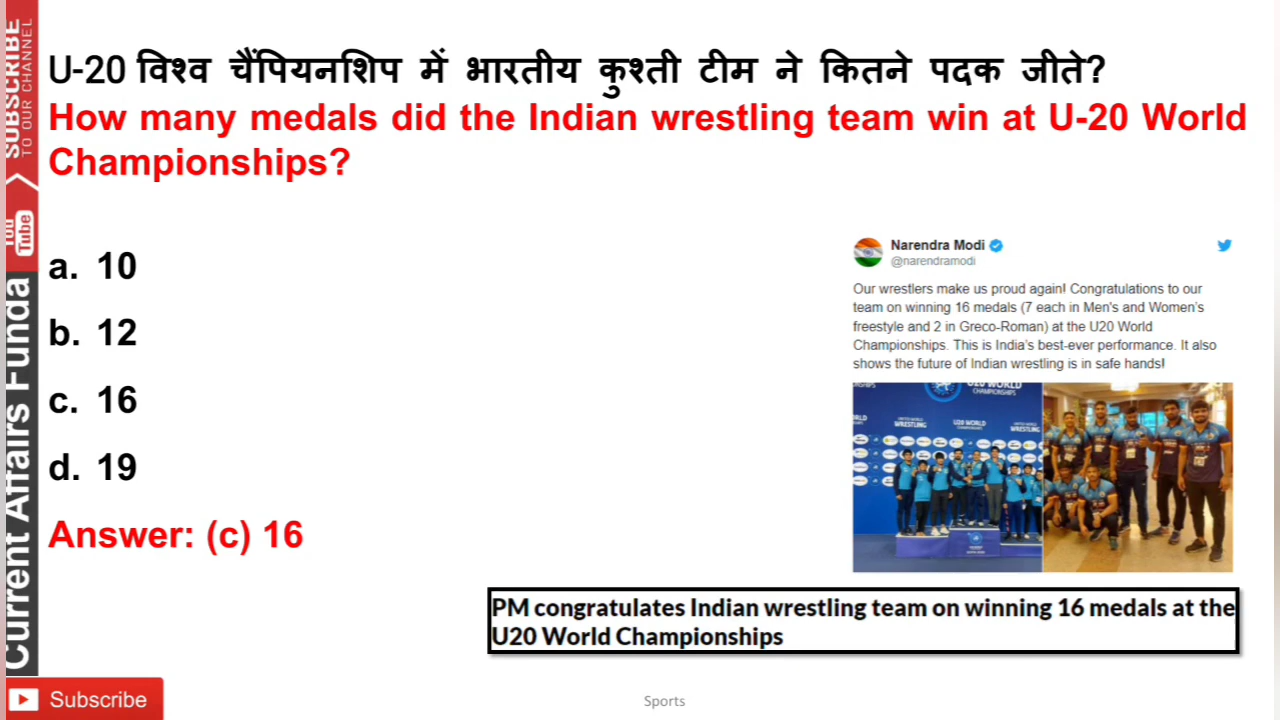 SUBSCRIBE
TO OUR CHANNEL
You
Tube
Current Affairs Funda
U-20 विश्व चैंपियनशिप में भारतीय कुश्ती टीम ने कितने पदक जीते?
How many medals did the Indian wrestling team win at U-20 World
Championships?
a. 10
b. 12
c. 16
d. 19
Answer: (c) 16
Narendra Modi
@narendramodi
Our wrestlers make us proud again! Congratulations to our
team on winning 16 medals (7 each in Men's and Women's
freestyle and 2 in Greco-Roman) at the U20 World
Championships. This is India's best-ever performance. It also
shows the future of Indian wrestling is in safe hands!
U20 WORLD
CHAMPIONSHIPS
WRESTLING
U20 WORLD
WRESTLING
PM congratulates Indian wrestling team on winning 16 medals at the
U20 World Championships
Subscribe
Sports